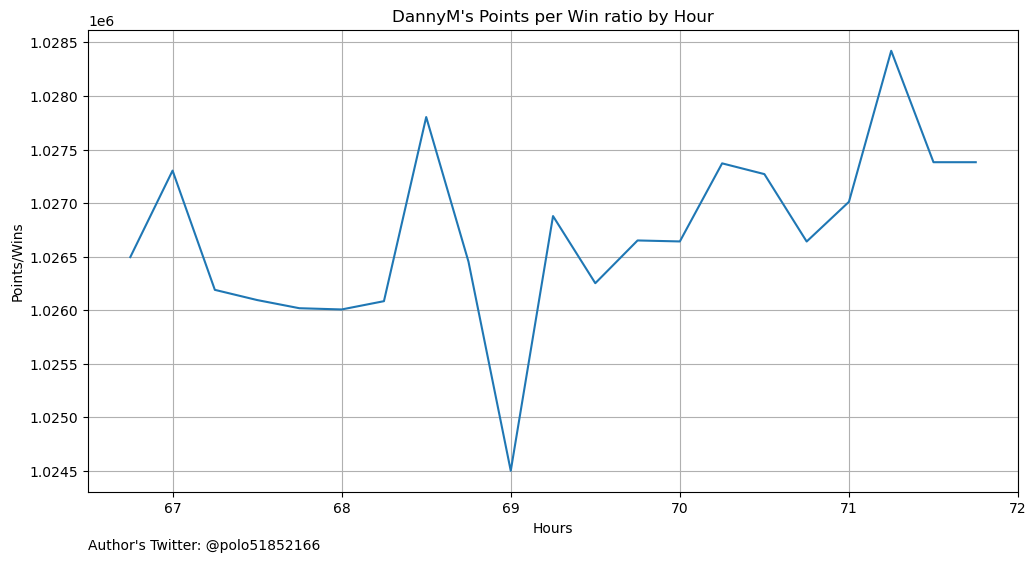 DannyM's Points per Win ratio by Hour
1e6
1.0285
1.0280
1.0275
1.0270
1.0265
1.0260
1.0255
1.0250
1.0245
Points/Wins
67 68 69 70 71 72
Hours
Author's Twitter: @polo51852166